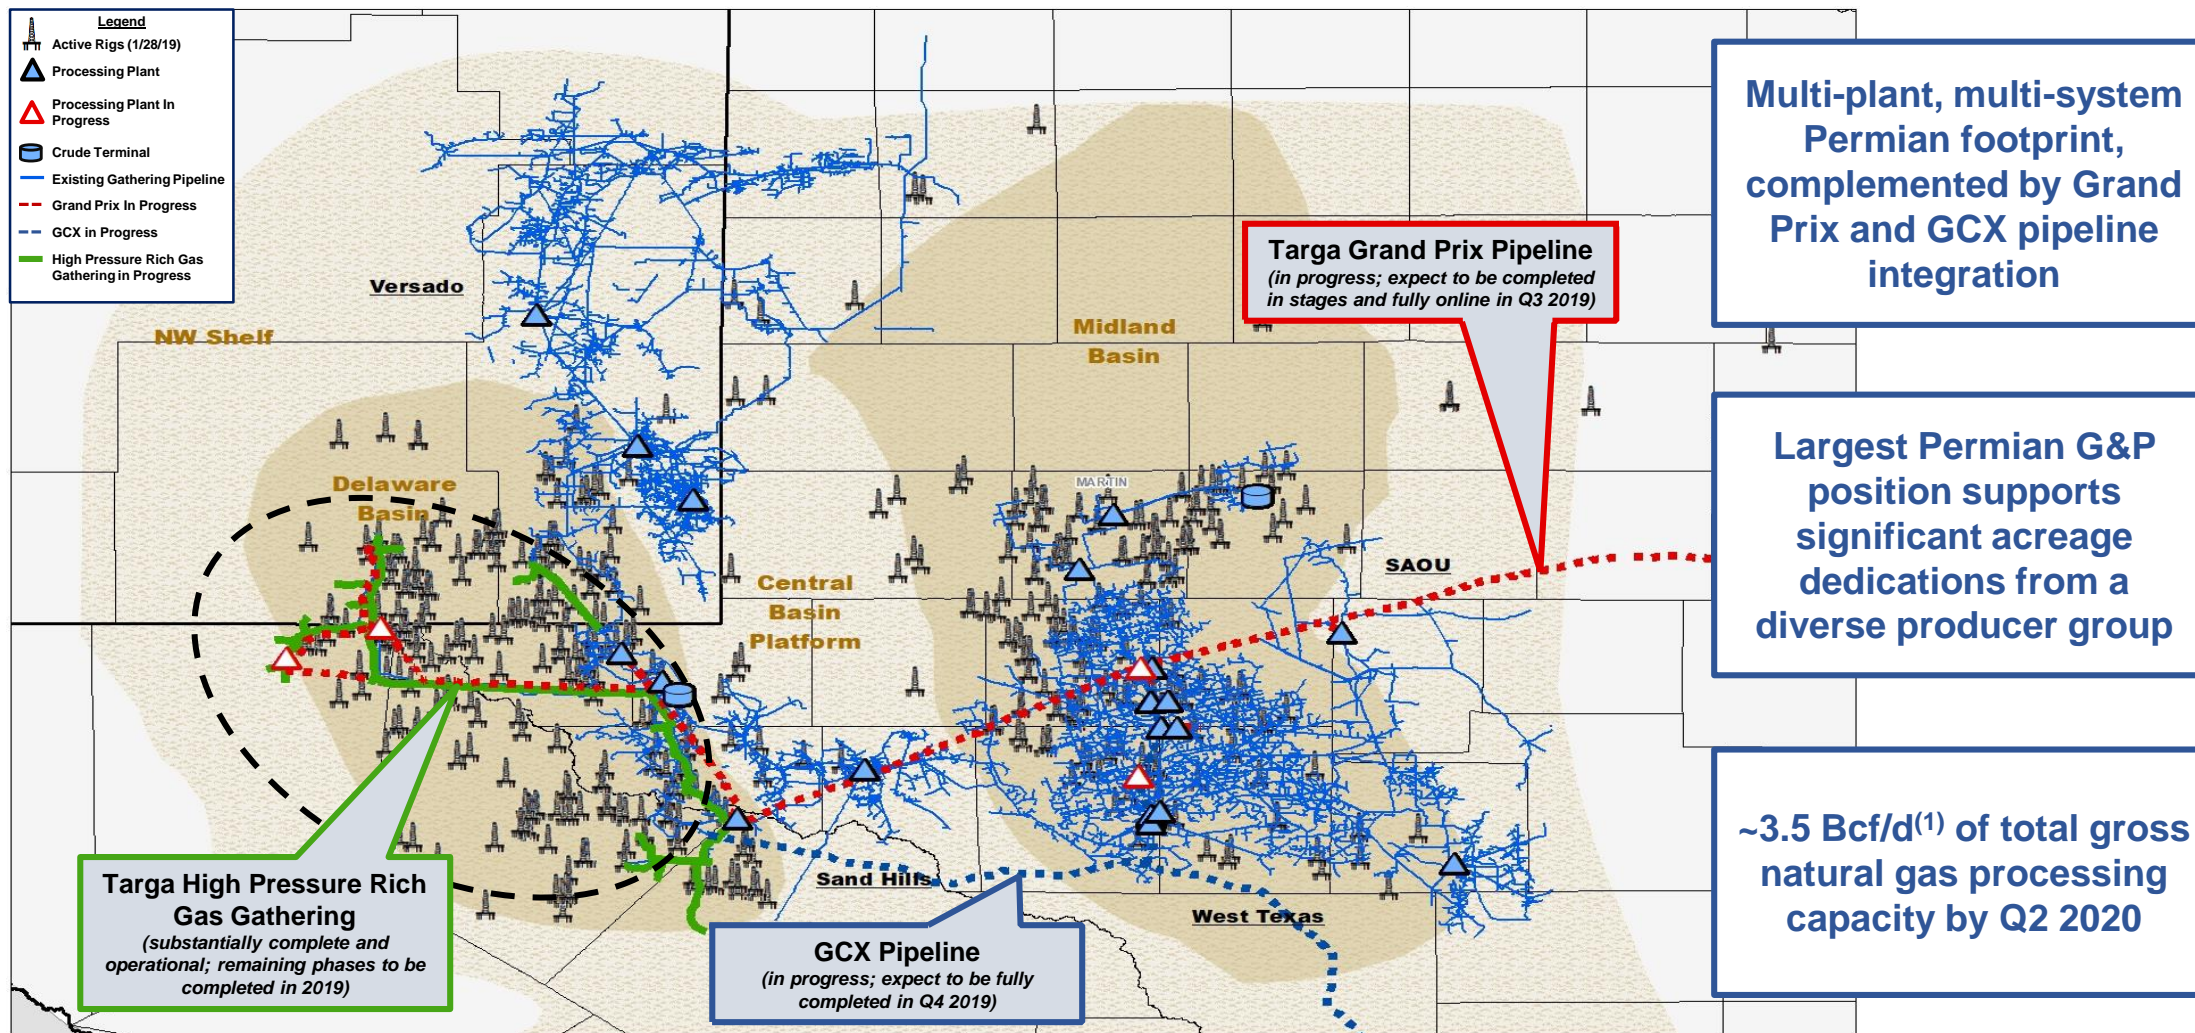 Legend
Active Rigs (1/28/19)
Processing Plant
Processing Plant In
Progress
Crude Terminal
Existing Gathering Pipeline
Grand Prix In Progress
GCX in Progress
High Pressure Rich Gas
Gathering in Progress
Versado
NW Shelf
Delaware
Basin
Midland
Basin
MARTIN
Central
Basin
Platform
SAOU
Sand Hills
West Texas
Targa Grand Prix Pipeline
(in progress; expect to be completed
in stages and fully online in Q3 2019)
Targa High Pressure Rich
Gas Gathering
(substantially complete and
operational; remaining phases to be
completed in 2019)
GCX Pipeline
(in progress; expect to be fully
completed in Q4 2019)
Multi-plant, multi-system
Permian footprint,
complemented by Grand
Prix and GCX pipeline
integration
Largest Permian G&P
position supports
significant acreage
dedications from a
diverse producer group
~3.5 Bcf/d(1) of total gross
natural gas processing
capacity by Q2 2020